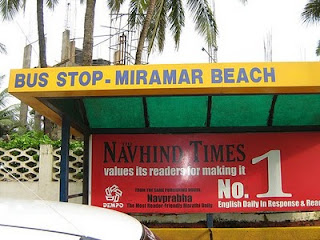 BUS STOP - MIRAMAR BEACH
THE
NAVHIND TIMES
values its readers for making it
No. 1
FROM THE SAME PUBLISHING HOUSE
Navprabha
The Most Reader-Friendly Marathi Daily
DEMPO
English Daily in Response & Read